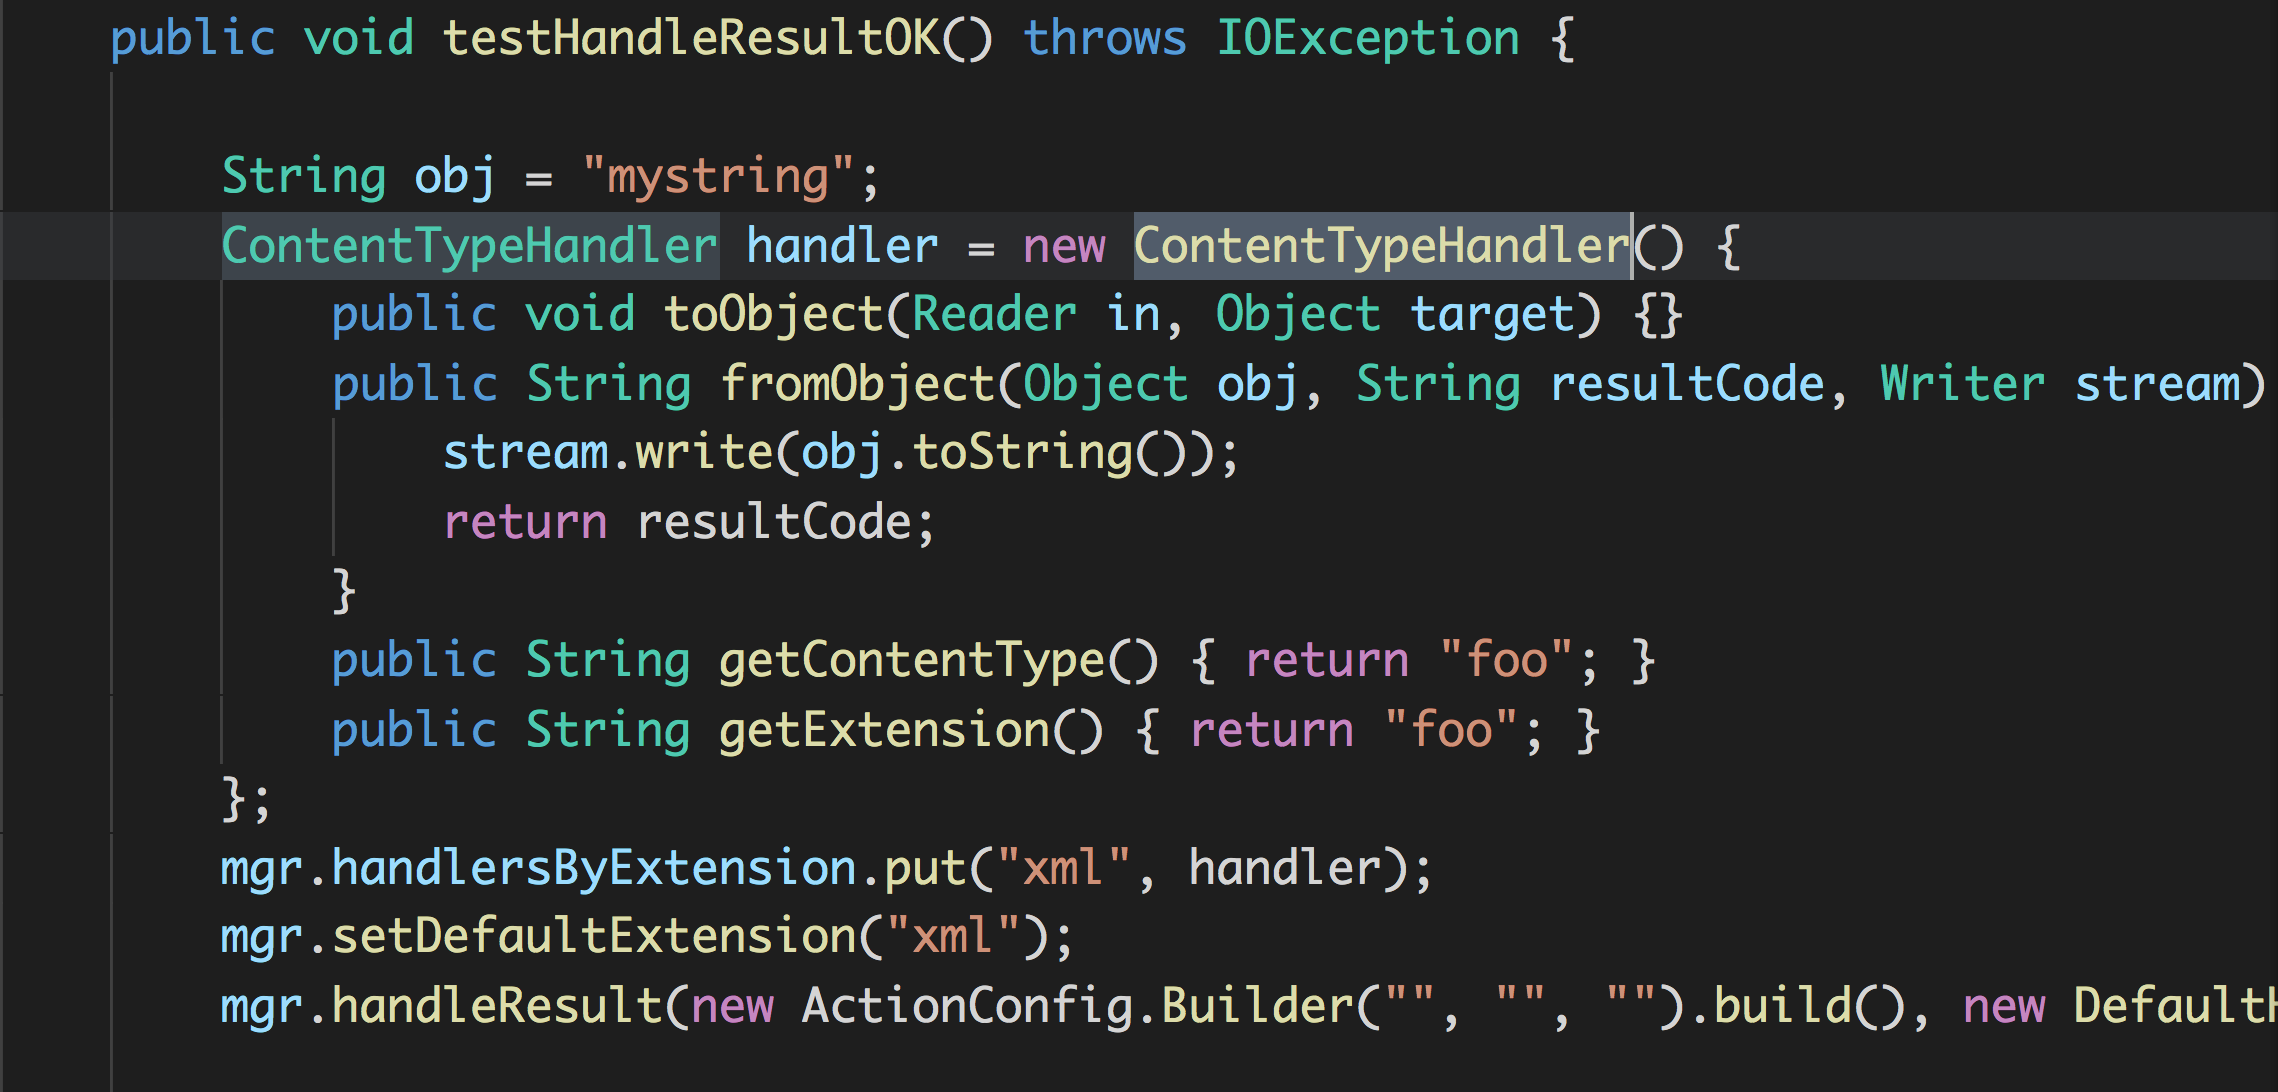 public void testHandleResultOK() throws IOException {
String obj = "mystring";
ContentTypeHandler handler = new ContentTypeHandler() {
public void toObject(Reader in, Object target) {}
public String fromObject(Object obj, String resultCode, Writer stream)
stream.write(obj.toString());
return resultCode;
}
public String getContentType() { return "foo"; }
public String getExtension() { return "foo"; }
};
mgr.handlersByExtension.put("xml", handler);
mgr.setDefaultExtension("xml");
mgr.handleResult(new ActionConfig.Builder("", "", "").build(), new DefaultH